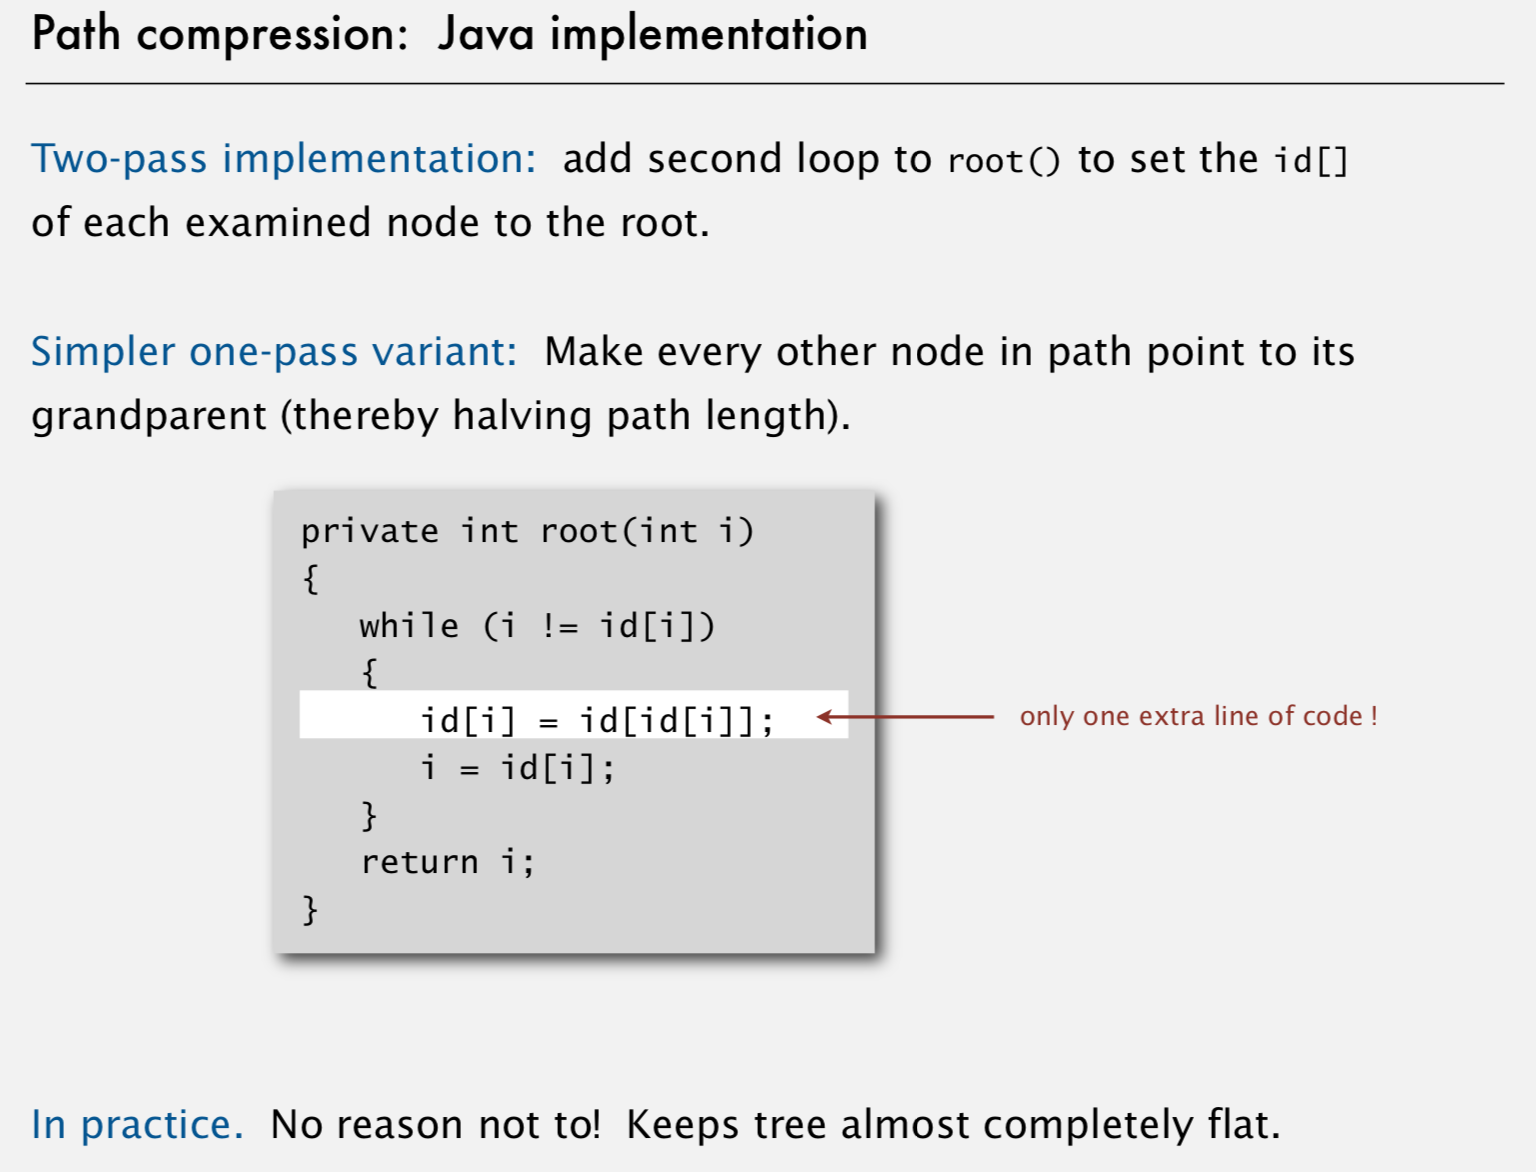 Path compression: Java implementation
Two-pass implementation: add second loop to root() to set the id[]
of each examined node to the root.
Simpler one-pass variant: Make every other node in path point to its
grandparent (thereby halving path length).
private int root(int i)
{
   while (i != id[i])
   {
      id[i] = id[id[i]];
only one extra line of code !
      i = id[i];
   }
   return i;
}
In practice. No reason not to! Keeps tree almost completely flat.